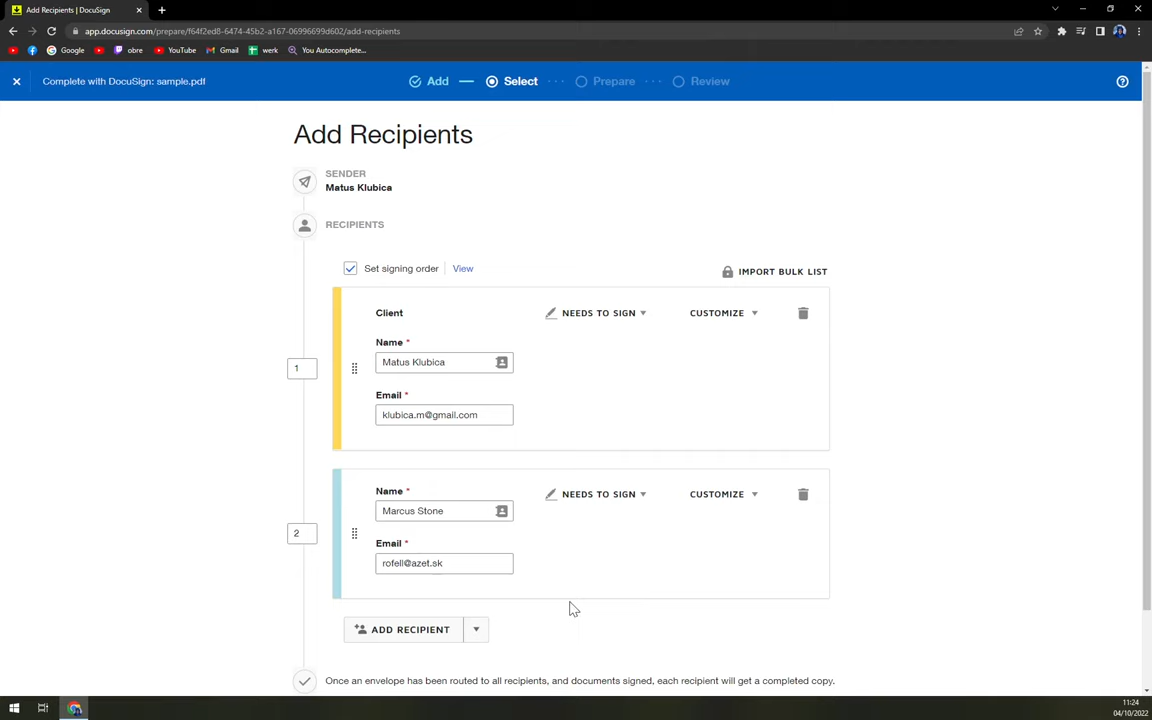 Add Recipients | DocuSign
app.docusign.com/prepare/f64f2ed8-6474-45b2-a167-06996699d602/add-recipients
Google
YouTube
obre
YouTube
Gmail
werk
You Autocomplete...
Complete with DocuSign: sample.pdf
Add
Select
Prepare
Review
Add Recipients
SENDER
Matus Klubica
RECIPIENTS
Set signing order
View
IMPORT BULK LIST
Client
NEEDS TO SIGN
CUSTOMIZE
Name *
1
Matus Klubica
Email *
klubica.m@gmail.com
Name *
NEEDS TO SIGN
CUSTOMIZE
2
Marcus Stone
Email *
rofell@azet.sk
ADD RECIPIENT
Once an envelope has been routed to all recipients, and documents signed, each recipient will get a completed copy.
11:24
04/10/2022